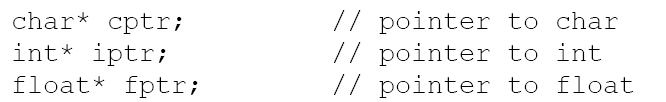 char* cptr; // pointer to char
int* iptr; // pointer to int
float* fptr; // pointer to float